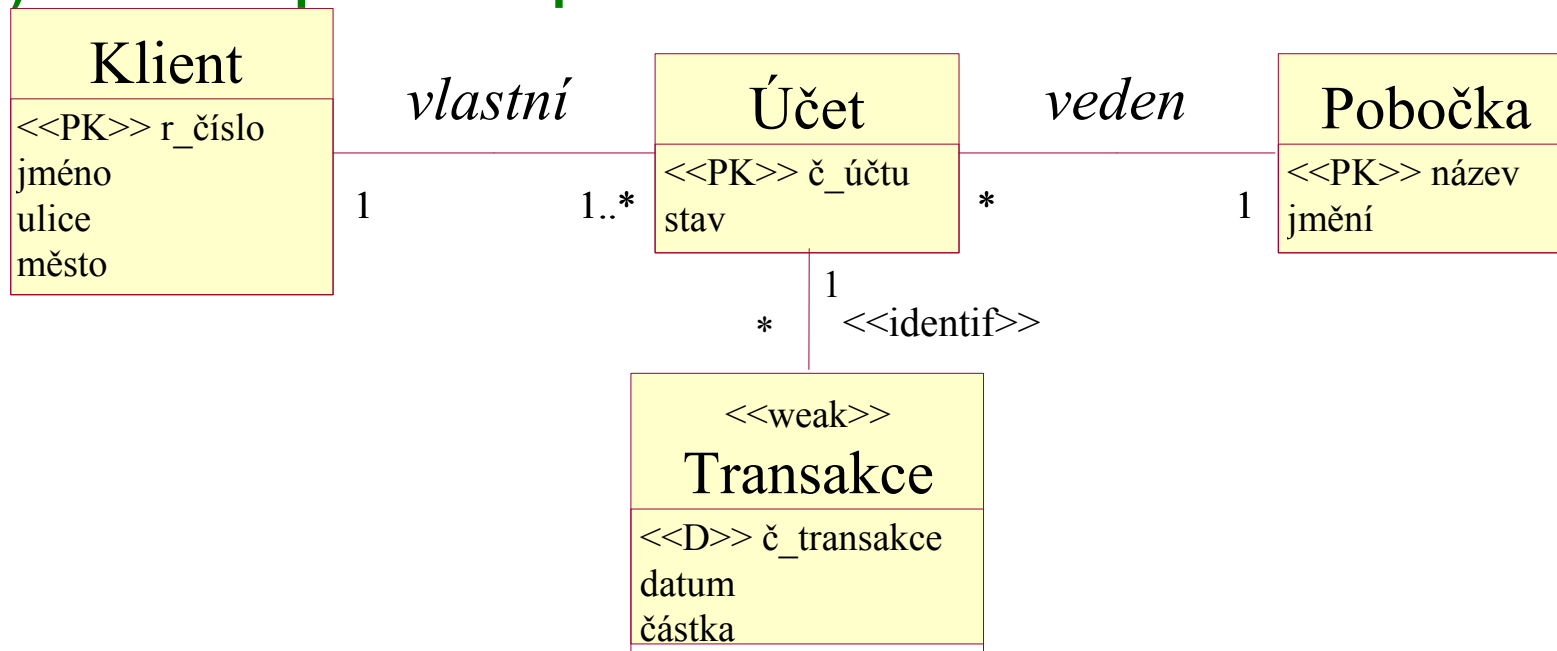 Klient
<<PK>> r_číslo
jméno
ulice
město
vlastní
1
1..*
Účet
<<PK>> č_účtu
stav
veden
*
1
Pobočka
<<PK>> název
jmění
1
* <<identif>>
<<weak>>
Transakce
<<D>> č_transakce
datum
částka